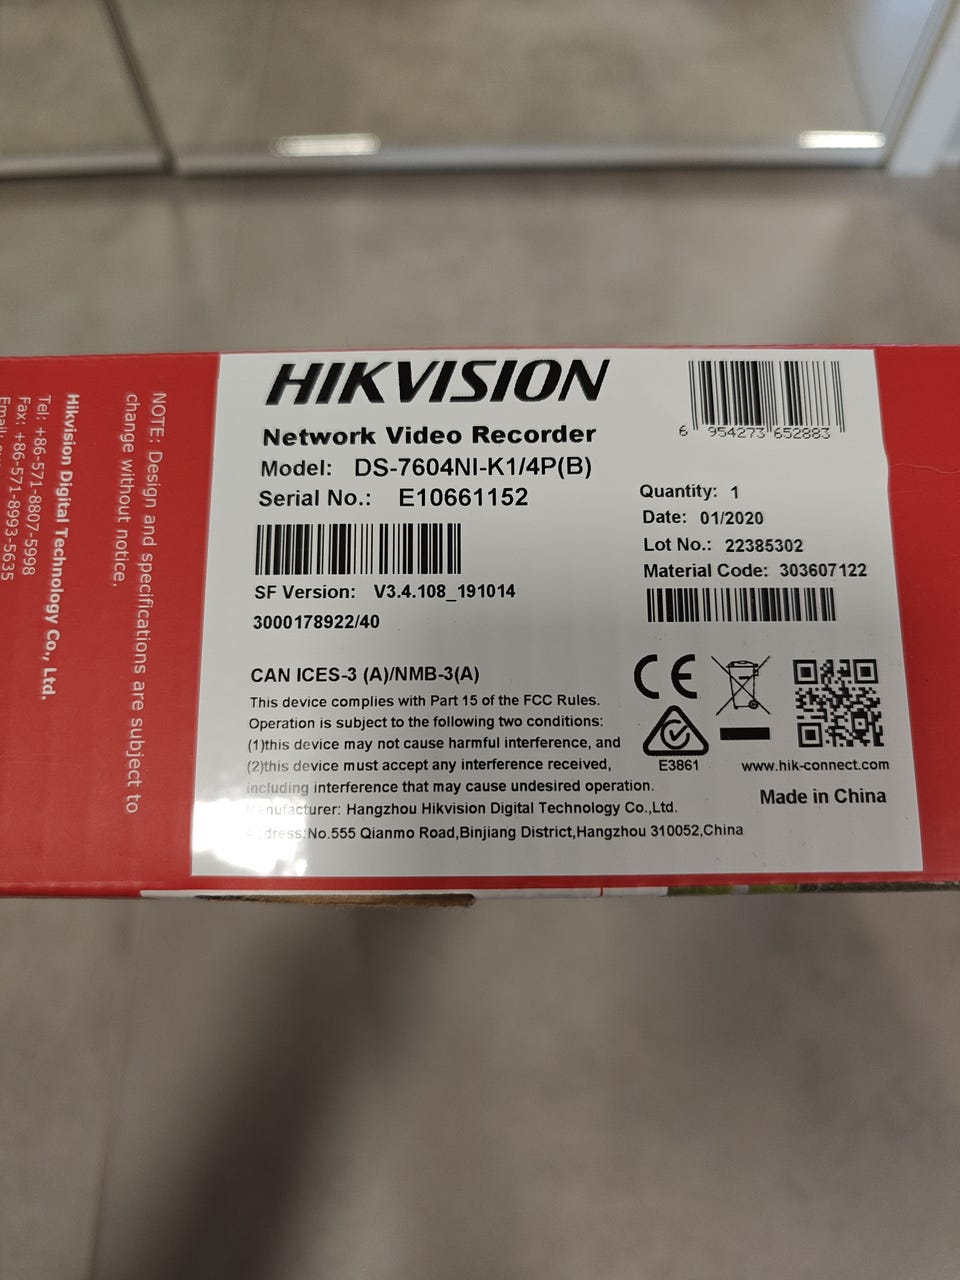 HIKVISION
Network Video Recorder
Model: DS-7604NI-K1/4P(B)
Serial No.: E10661152
SF Version: V3.4.108_191014
3000178922/40
CAN ICES-3 (A)/NMB-3(A)
This device complies with Part 15 of the FCC Rules.
Operation is subject to the following two conditions:
(1)this device may not cause harmful interference, and
(2)this device must accept any interference received,
including interference that may cause undesired operation.
Manufacturer: Hangzhou Hikvision Digital Technology Co.,Ltd.
Address:No.555 Qianmo Road,Binjiang District,Hangzhou 310052,China
6 954273 652883
Quantity: 1
Date: 01/2020
Lot No.: 22385302
Material Code: 303607122
CE
E3861
www.hik-connect.com
Made in China
NOTE: Design and specifications are subject to
change without notice.
Hikvision Digital Technology Co., Ltd.
Tel: +86-571-8807-5998
Fax: +86-571-8993-5635
Email: